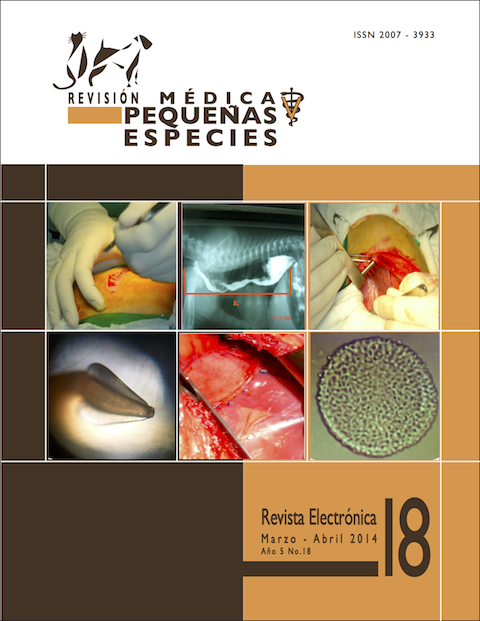 ISSN 2007 - 3933
REVISIÓN MÉDICA
PEQUEÑAS
ESPECIES
Revista Electrónica
Marzo - Abril 2014
Año 5 No.18
18